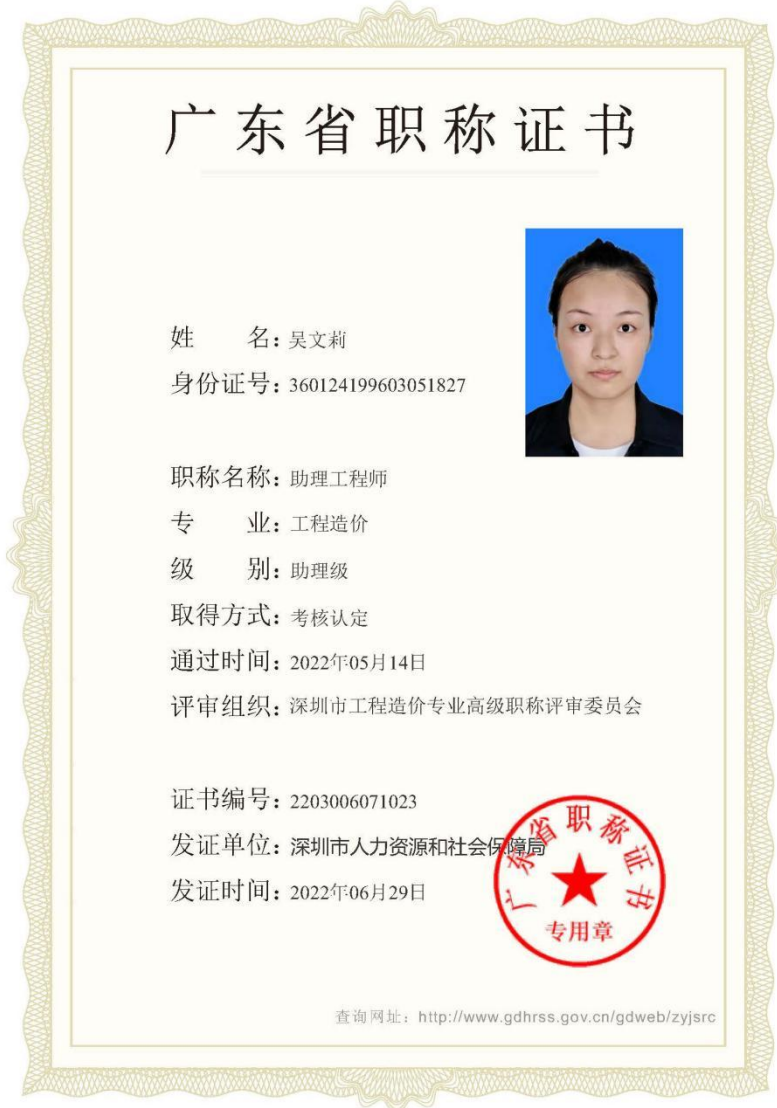 广东省职称证书
姓 名：吴文莉
身份证号：360124199603051827
职称名称：助理工程师
专 业：工程造价
级 别：助理级
取得方式：考核认定
通过时间：2022年05月14日
评审组织：深圳市工程造价专业高级职称评审委员会
证书编号：2203006071023
发证单位：深圳市人力资源和社会保障局
发证时间：2022年06月29日
广东省职称证书
专用章
查询网址：http://www.gdhrss.gov.cn/gdweb/zyjsrc